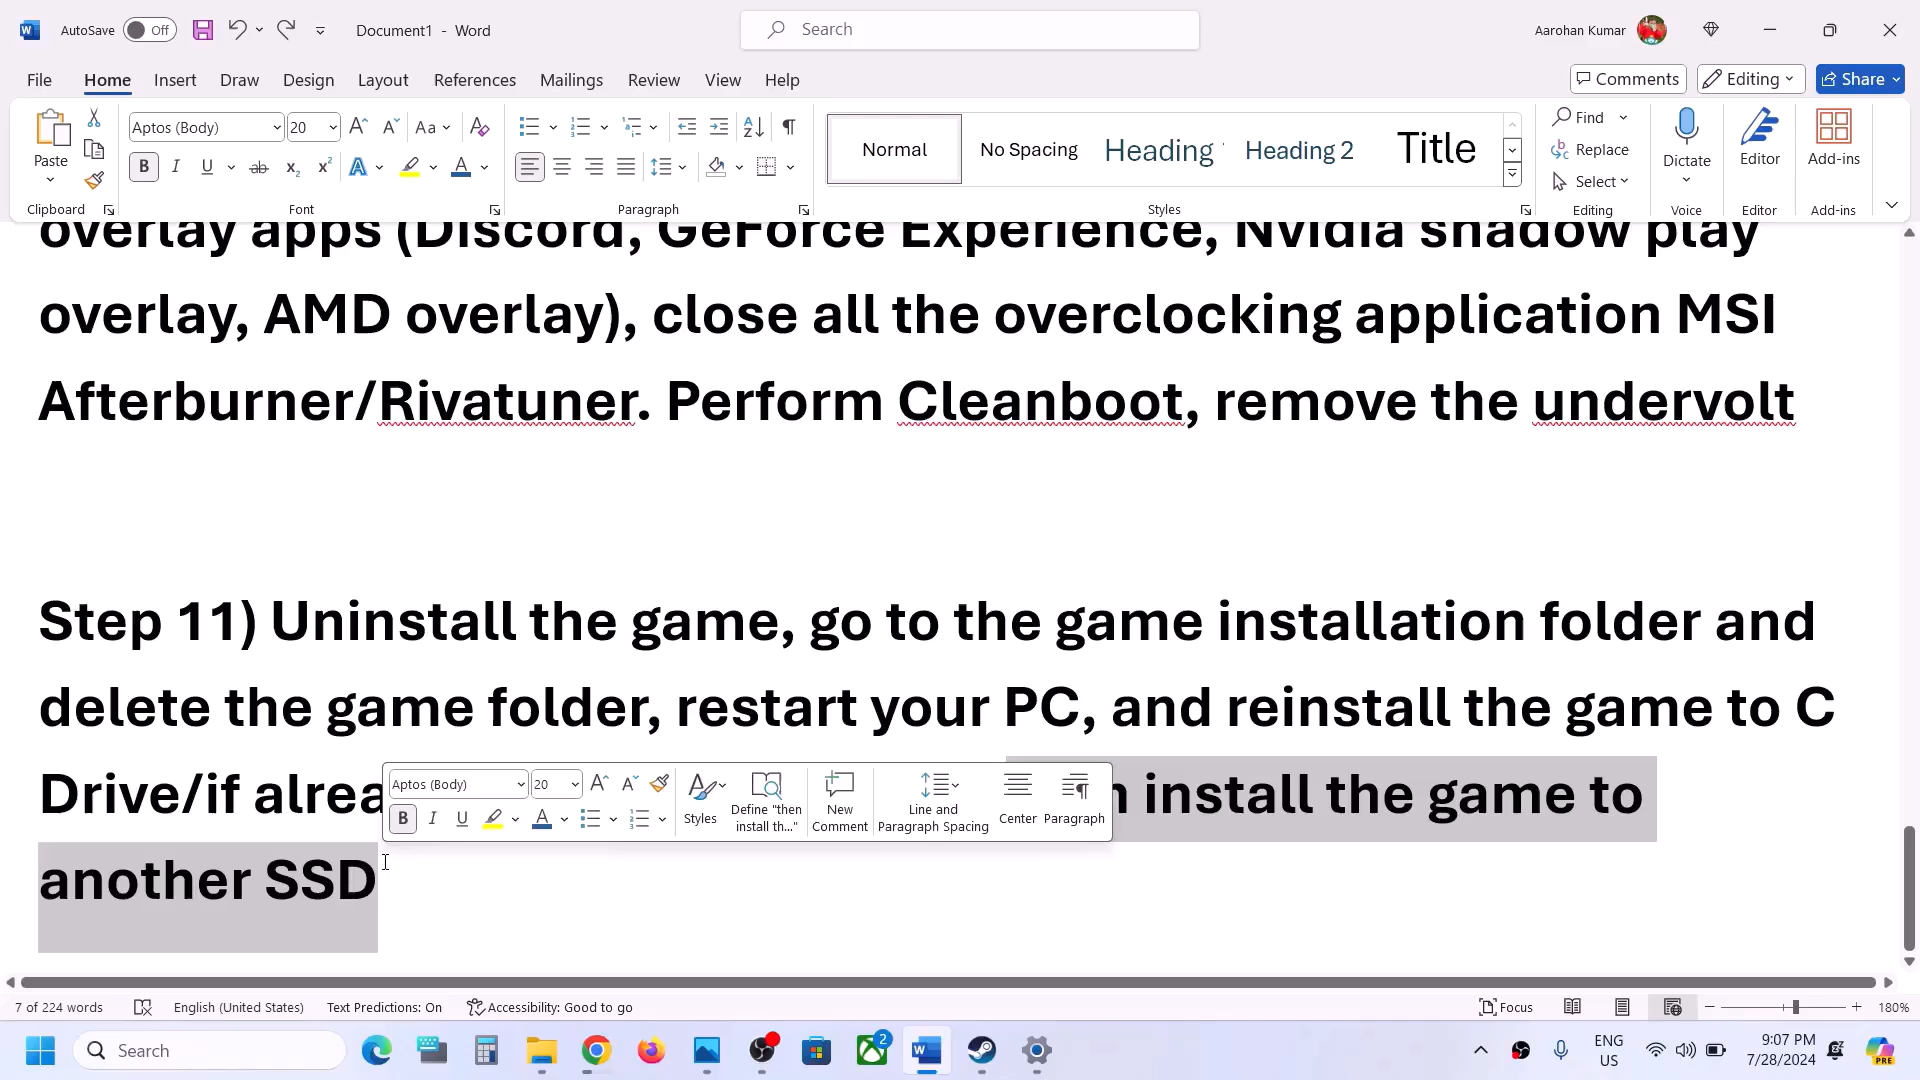 AutoSave Off Document1 - Word Search Aarohan Kumar
File Home Insert Draw Design Layout References Mailings Review View Help Comments Editing Share
Paste Aptos (Body) 20 Aa Normal No Spacing Heading Heading 2 Title Find Replace Select Dictate Editor Add-ins
Clipboard Font Paragraph Styles Editing Voice Editor Add-ins
overlay apps (Discord, GeForce Experience, Nvidia shadow play
overlay, AMD overlay), close all the overclocking application MSI
Afterburner/Rivatuner. Perform Cleanboot, remove the undervolt
Step 11) Uninstall the game, go to the game installation folder and
delete the game folder, restart your PC, and reinstall the game to C
Drive/if alrea n install the game to
another SSD
Aptos (Body) 20 Styles Define "then install th..." New Comment Line and Paragraph Spacing Center Paragraph
7 of 224 words English (United States) Text Predictions: On Accessibility: Good to go Focus 180%
Search 2 ENG US 9:07 PM 7/28/2024 PRE